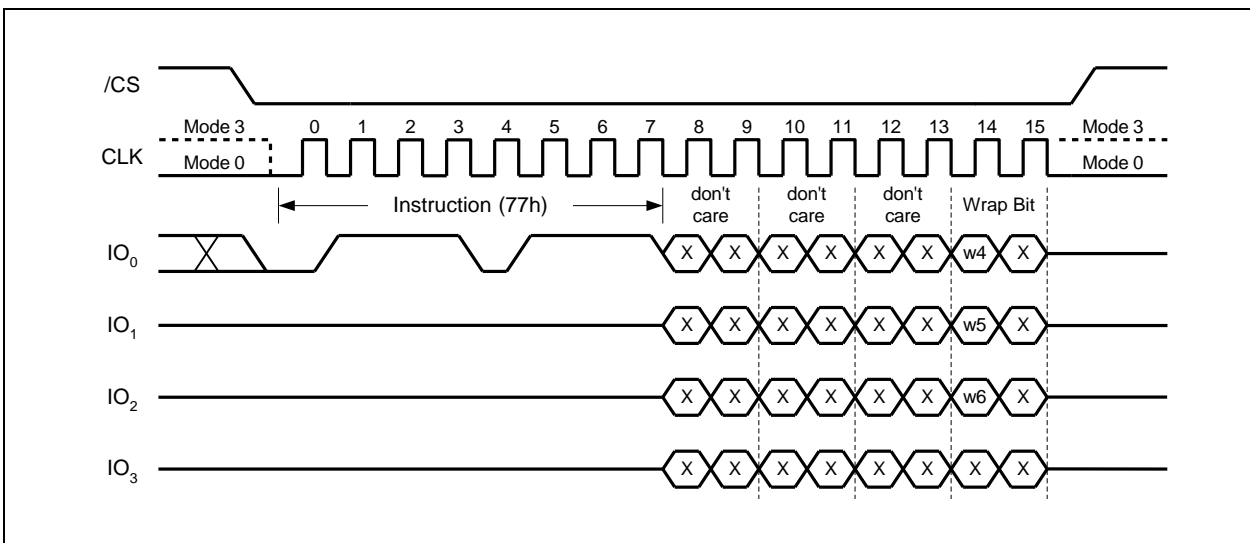 /CS
Mode 3 0 1 2 3 4 5 6 7 8 9 10 11 12 13 14 15 Mode 3
CLK
Mode 0 Mode 0
Instruction (77h) don't care don't care don't care Wrap Bit
IO0 X X X X X X w4 X
IO1 X X X X X X w5 X
IO2 X X X X X X w6 X
IO3 X X X X X X X X